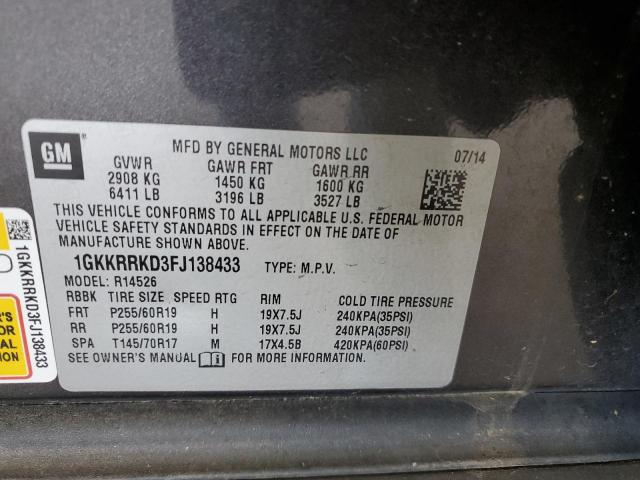 GM
MFD BY GENERAL MOTORS LLC
07/14
GVWR GAWR FRT GAWR RR
2908 KG 1450 KG 1600 KG
6411 LB 3196 LB 3527 LB
THIS VEHICLE CONFORMS TO ALL APPLICABLE U.S. FEDERAL MOTOR
VEHICLE SAFETY STANDARDS IN EFFECT ON THE DATE OF
MANUFACTURE SHOWN ABOVE.
1GKKRRKD3FJ138433 TYPE: M.P.V.
MODEL: R14526
RBBK TIRE SIZE SPEED RTG RIM COLD TIRE PRESSURE
FRT P255/60R19 H 19X7.5J 240KPA(35PSI)
RR P255/60R19 H 19X7.5J 240KPA(35PSI)
SPA T145/70R17 M 17X4.5B 420KPA(60PSI)
SEE OWNER'S MANUAL FOR MORE INFORMATION
1GKKRRKD3FJ138433